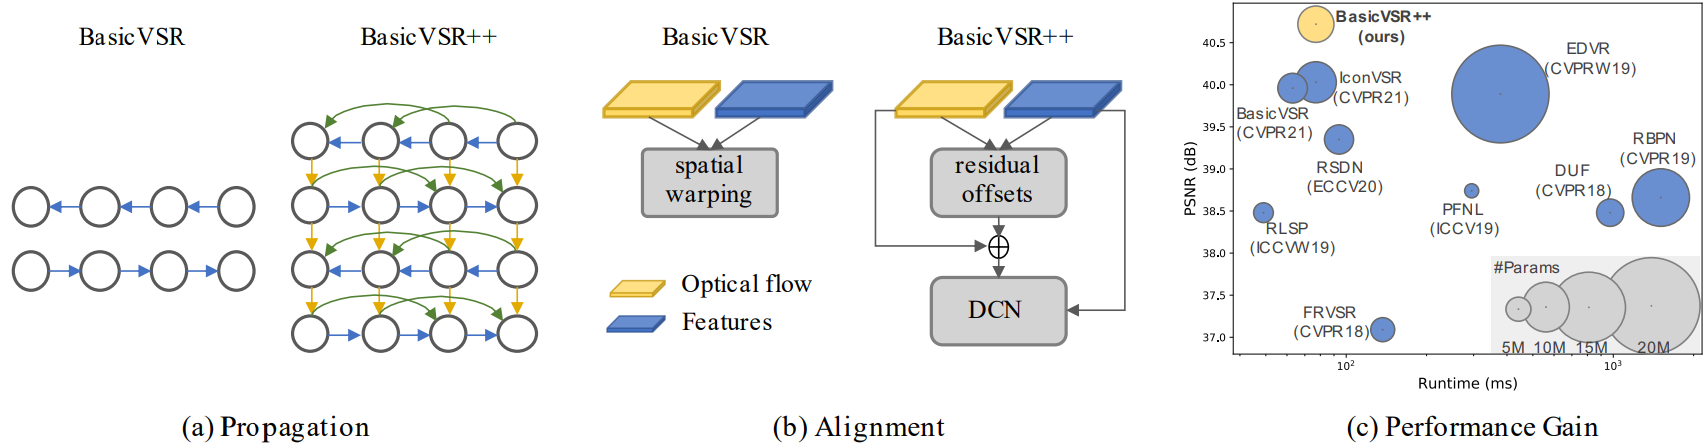 BasicVSR
BasicVSR++
(a) Propagation
BasicVSR
BasicVSR++
spatial
warping
residual
offsets
DCN
Optical flow
Features
(b) Alignment
PSNR (dB)
40.5
40.0
39.5
39.0
38.5
38.0
37.5
37.0
BasicVSR++
(ours)
EDVR
(CVPRW19)
IconVSR
(CVPR21)
BasicVSR
(CVPR21)
RSDN
(ECCV20)
RBPN
(CVPR19)
DUF
(CVPR18)
PFNL
(ICCV19)
RLSP
(ICCVW19)
FRVSR
(CVPR18)
#Params
5M 10M 15M 20M
10² 10³
Runtime (ms)
(c) Performance Gain